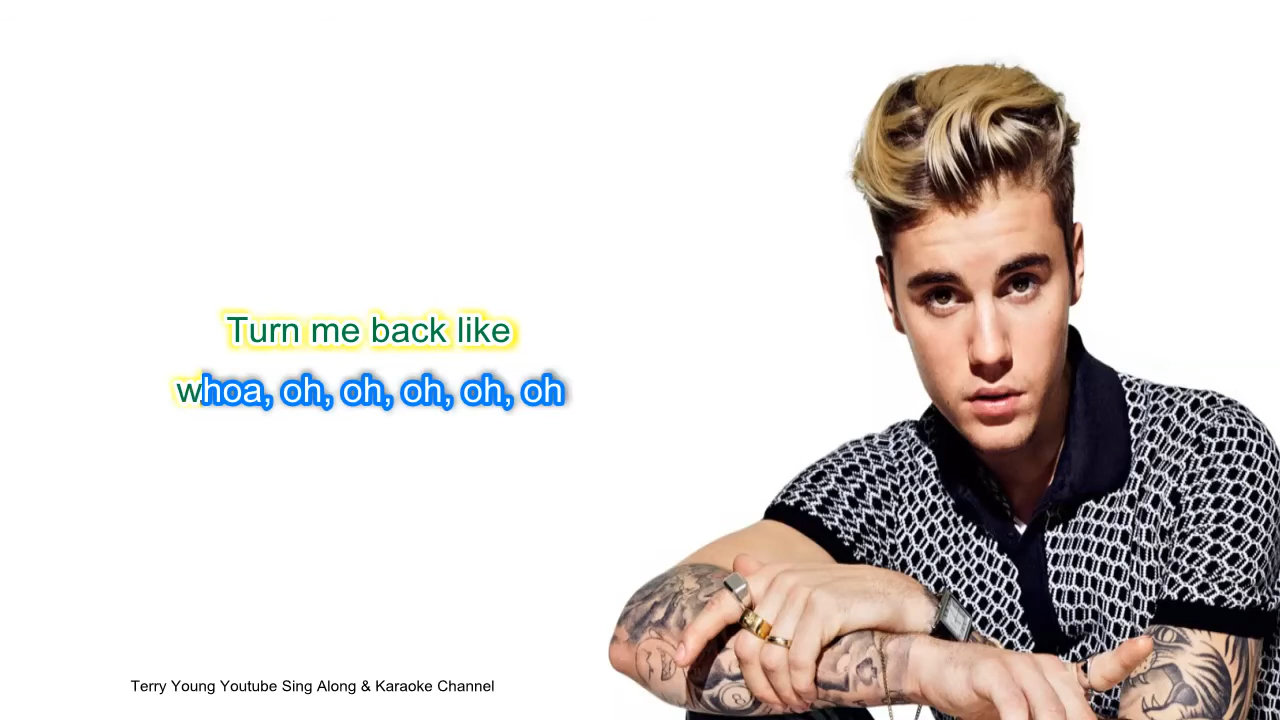 Turn me back like
whoa, oh, oh, oh, oh, oh
Terry Young Youtube Sing Along & Karaoke Channel